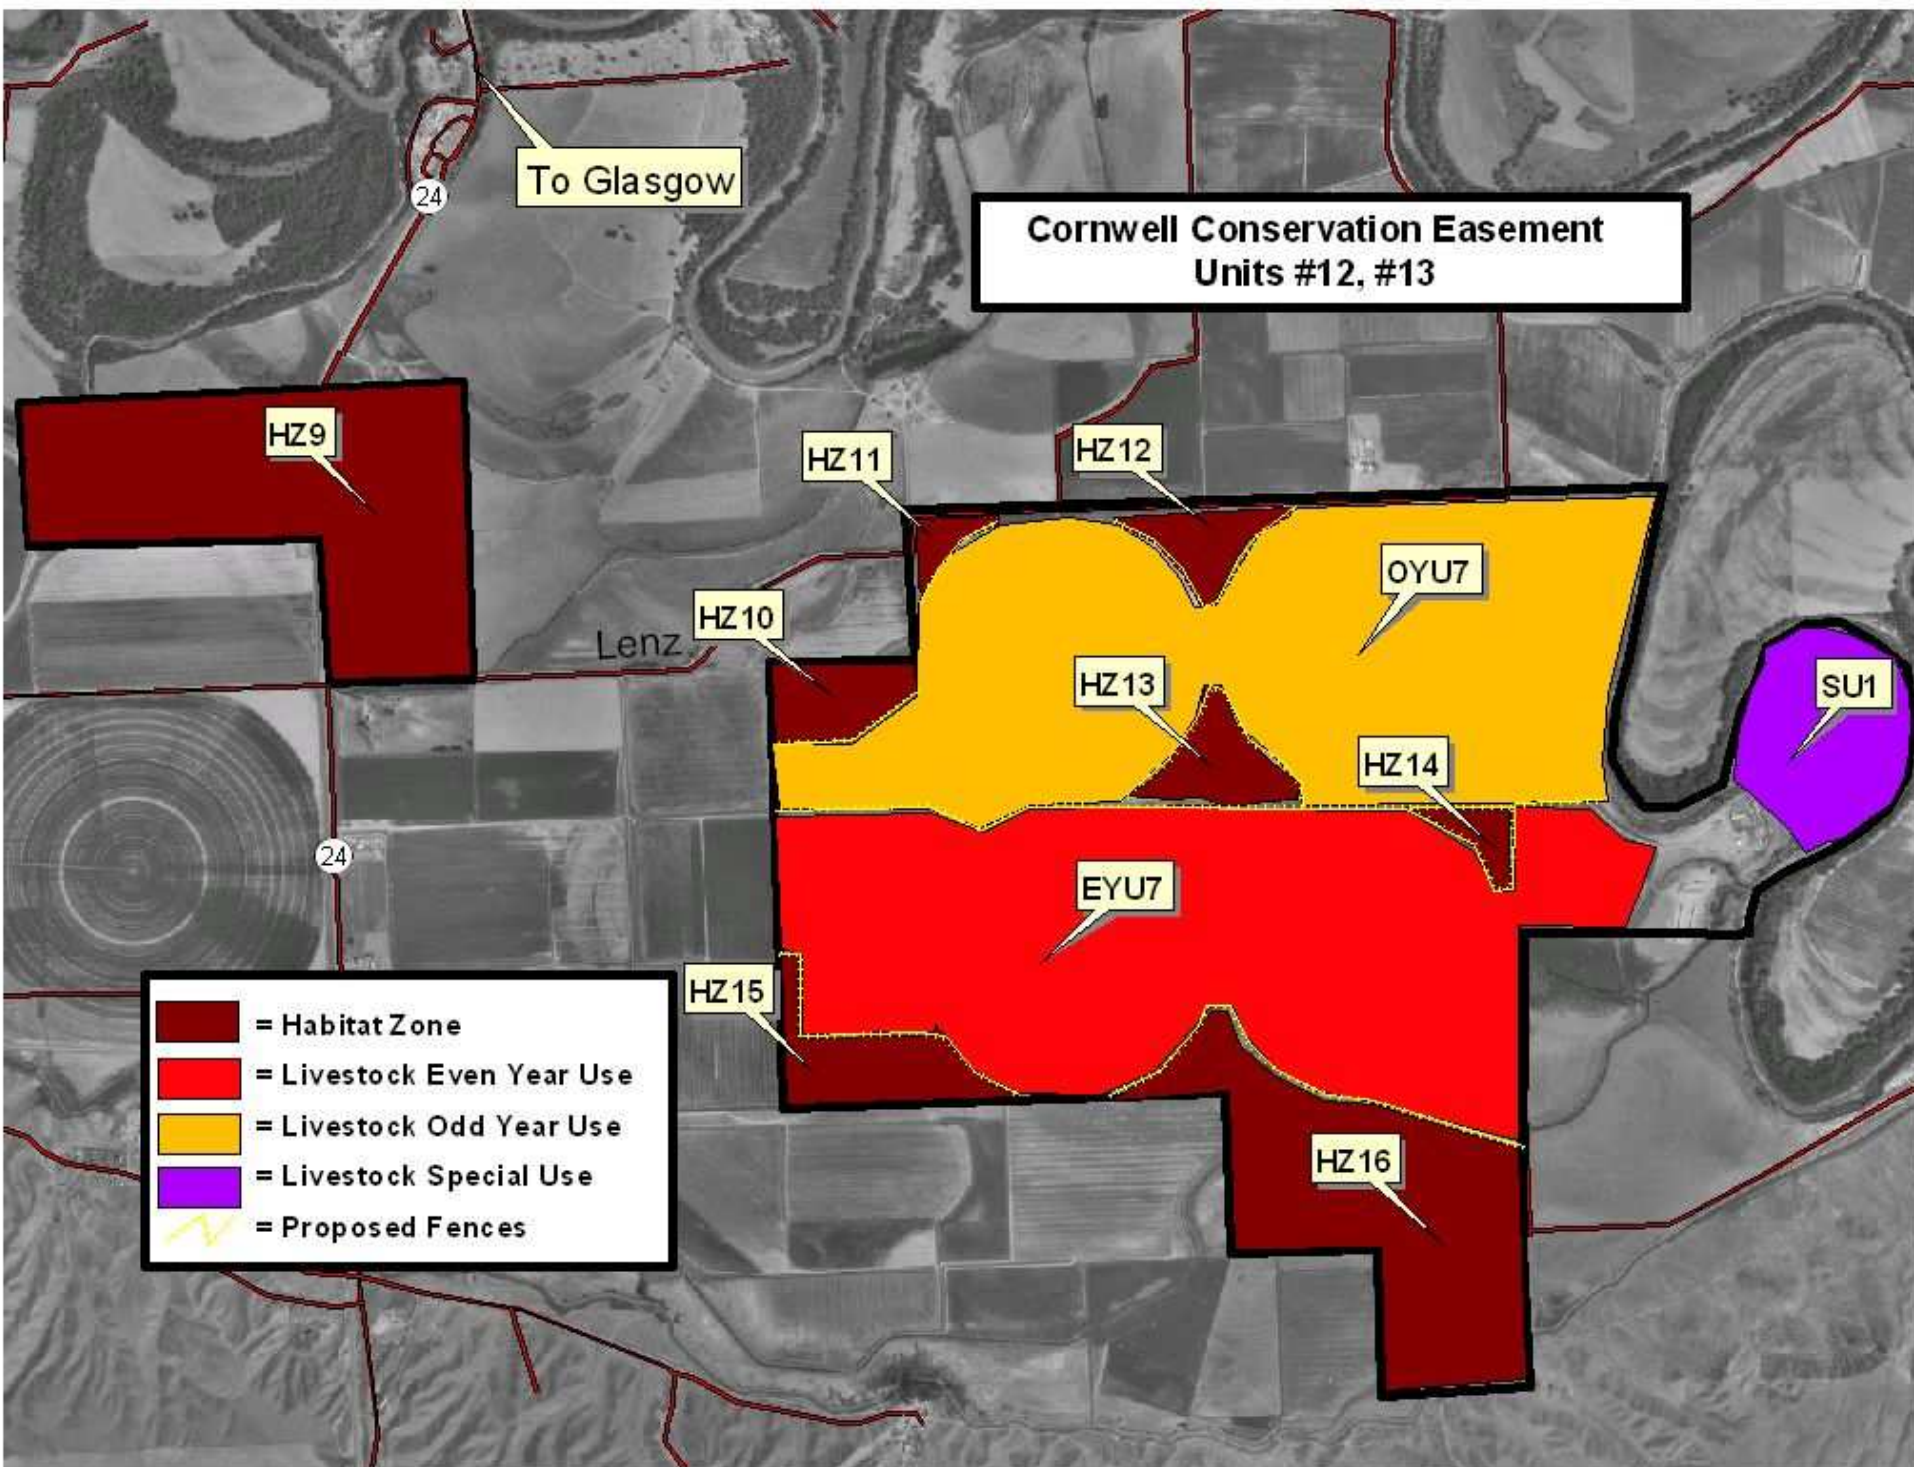 To Glasgow
24
Cornwell Conservation Easement
Units #12, #13
HZ9
HZ11
HZ12
OYU7
HZ10
Lenz
HZ13
SU1
HZ14
24
EYU7
HZ15
HZ16
= Habitat Zone
= Livestock Even Year Use
= Livestock Odd Year Use
= Livestock Special Use
= Proposed Fences